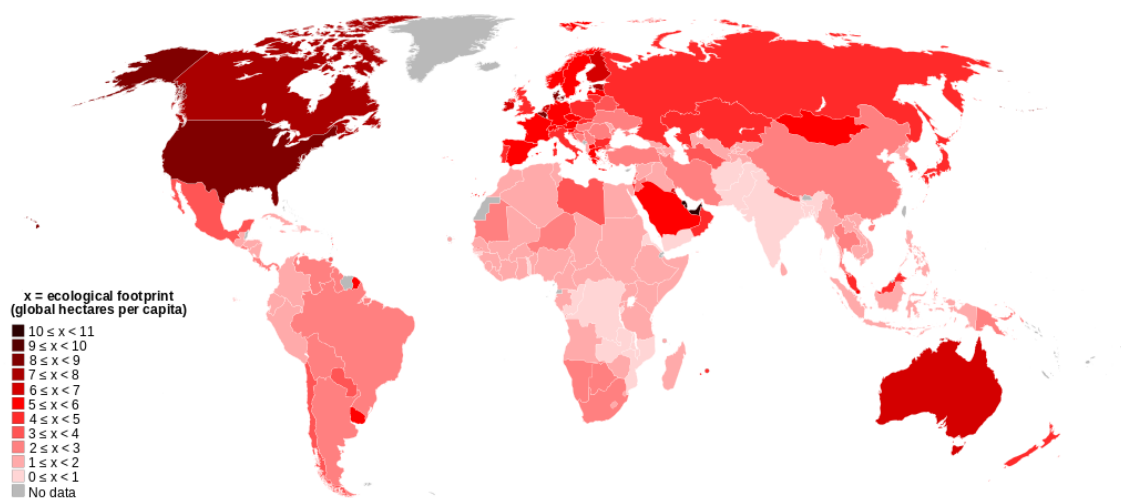 x = ecological footprint
(global hectares per capita)
10 ≤ x < 11
9 ≤ x < 10
8 ≤ x < 9
7 ≤ x < 8
6 ≤ x < 7
5 ≤ x < 6
4 ≤ x < 5
3 ≤ x < 4
2 ≤ x < 3
1 ≤ x < 2
0 ≤ x < 1
No data